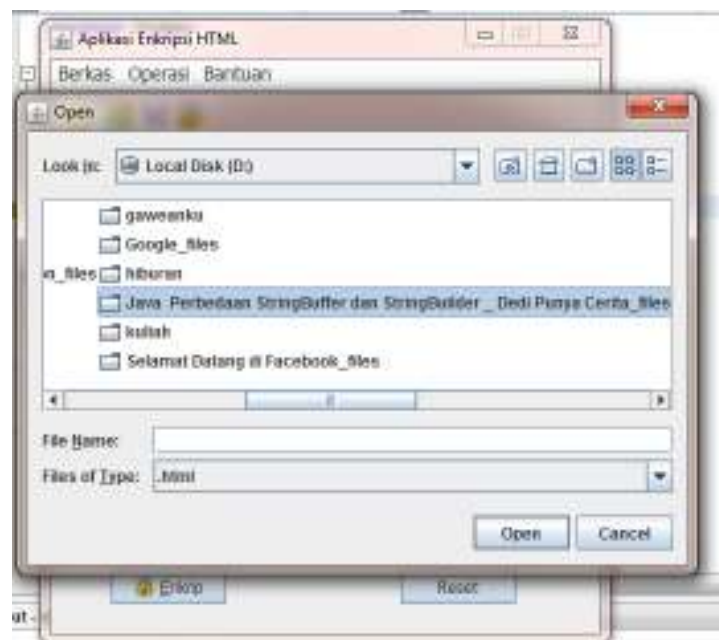 Aplikasi Enkripsi HTML
Berkas Operasi Bantuan
Open
Look In: Local Disk (D:)
gaweanku
Google_files
n_files hiburan
Java Perbedaan StringBuffer dan StringBuilder _ Dedi Punya Cerita_files
kuliah
Selamat Datang di Facebook_files
File Name:
Files of Type: .html
Open Cancel
Enkrip Reset
ut -